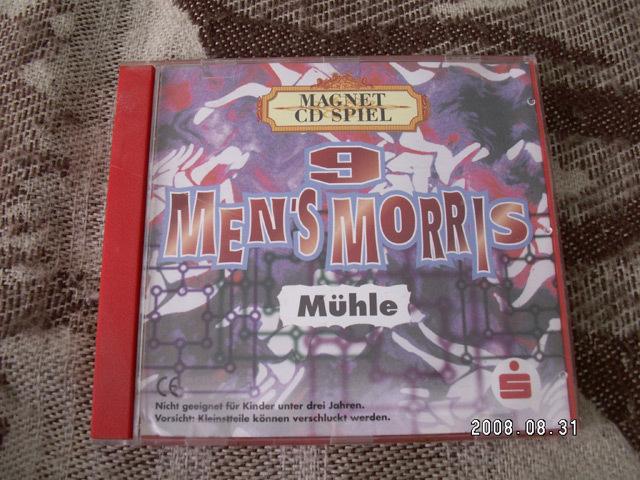 MAGNET
CD SPIEL
9
MEN'S MORRIS
Mühle
CE
Nicht geeignet für Kinder unter drei Jahren.
Vorsicht: Kleinstteile können verschluckt werden.
S
2008.08.31